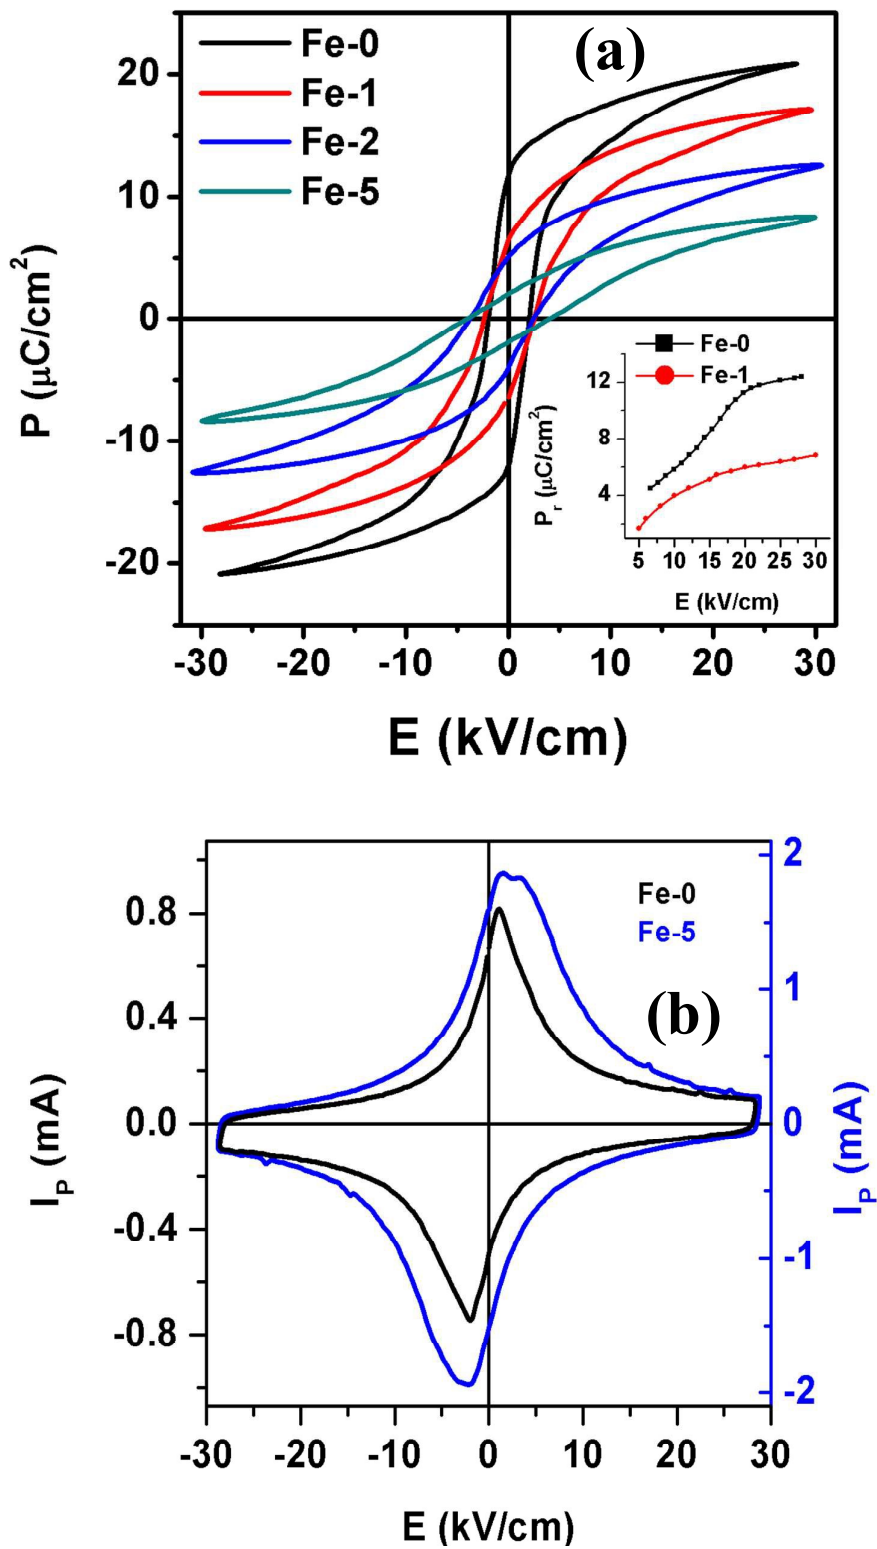 (a)
Fe-0
Fe-1
Fe-2
Fe-5
P (μC/cm²)
20
10
0
-10
-20
-30 -20 -10 0 10 20 30
E (kV/cm)
Fe-0
Fe-1
Pr (μC/cm²)
12
8
4
5 10 15 20 25 30
E (kV/cm)
(b)
Fe-0
Fe-5
IP (mA)
0.8
0.4
0.0
-0.4
-0.8
2
1
0
-1
-2
IP (mA)
-30 -20 -10 0 10 20 30
E (kV/cm)